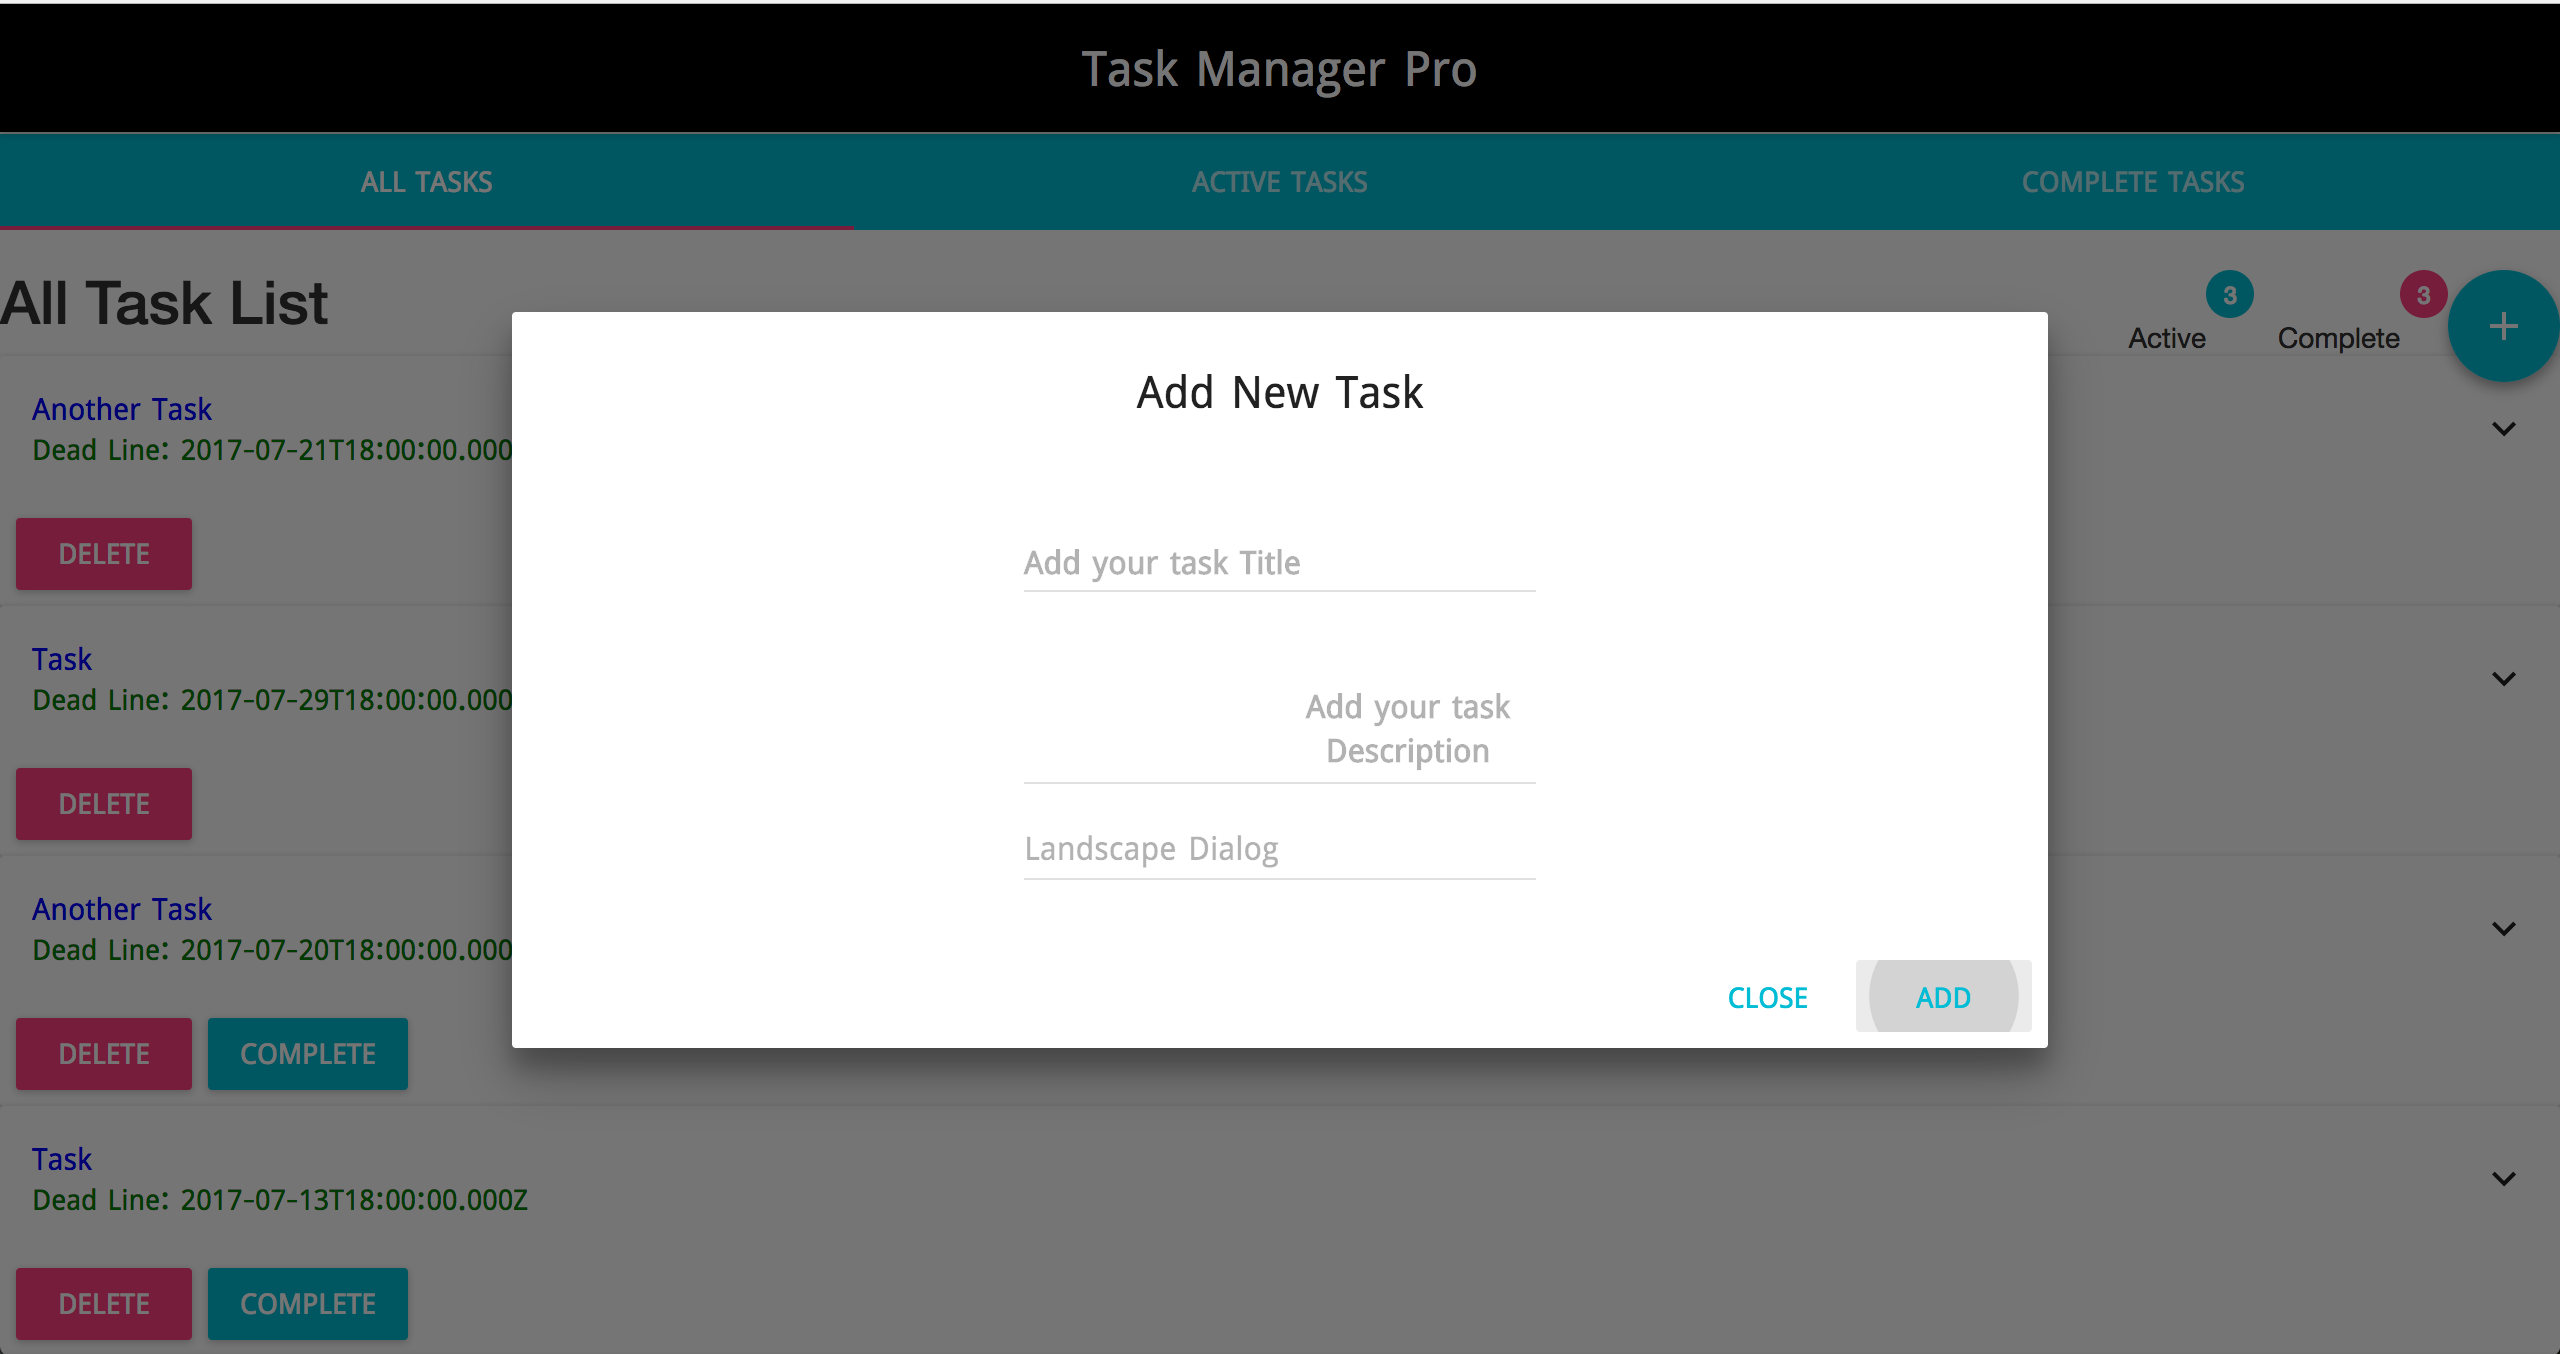 Task Manager Pro
ALL TASKS
ACTIVE TASKS
COMPLETE TASKS
All Task List
3
Active
3
Complete
Add New Task
Add your task Title
Add your task
Description
Landscape Dialog
CLOSE
ADD
Another Task
Dead Line: 2017-07-21T18:00:00.000
DELETE
Task
Dead Line: 2017-07-29T18:00:00.000
DELETE
Another Task
Dead Line: 2017-07-20T18:00:00.000
DELETE
COMPLETE
Task
Dead Line: 2017-07-13T18:00:00.000Z
DELETE
COMPLETE